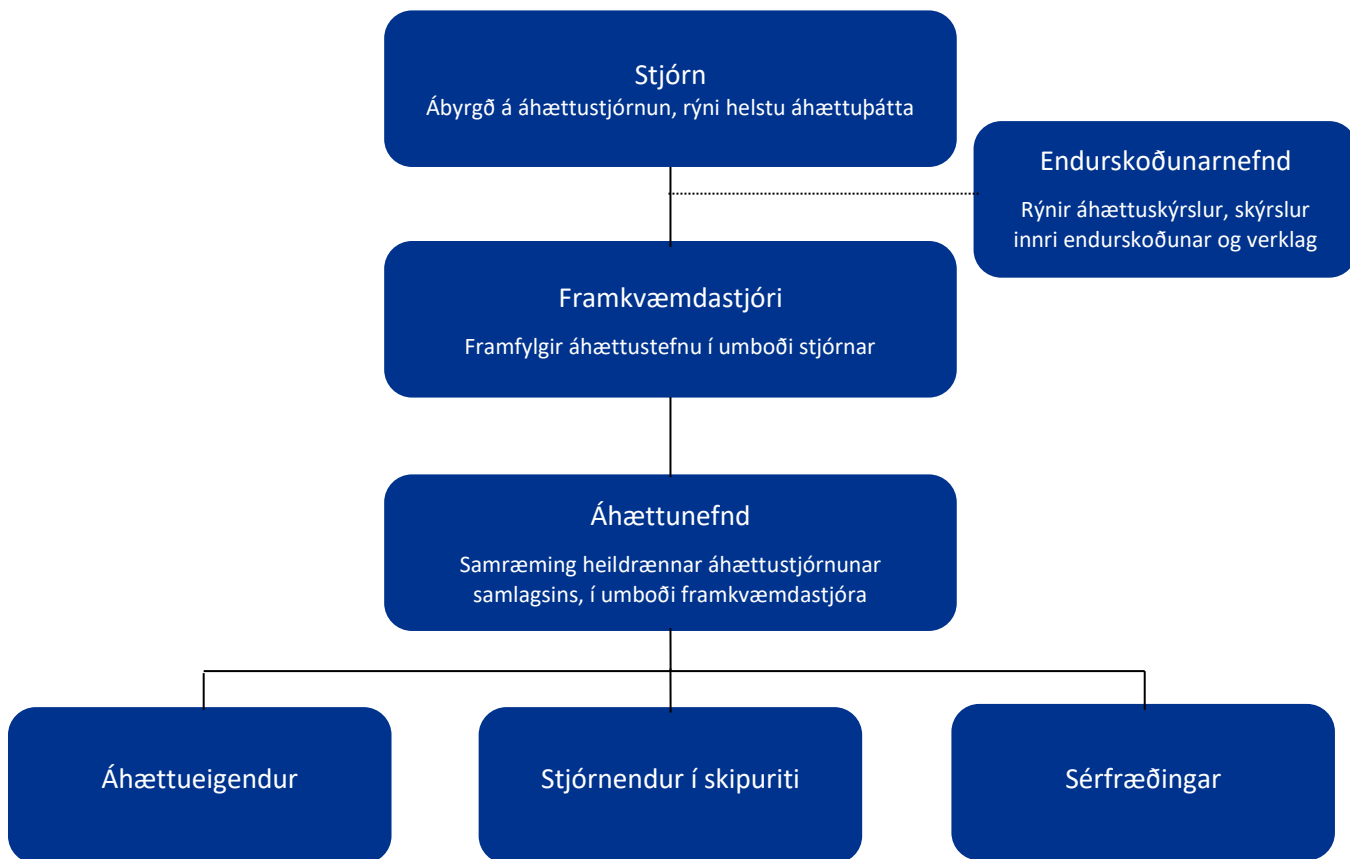 Stjórn
Ábyrgð á áhættustjórnun, rýni helstu áhættuþátta
Endurskoðunarnefnd
Rýnir áhættuskýrslur, skýrslur
innri endurskoðunar og verklag
Framkvæmdastjóri
Framfylgir áhættustefnu í umboði stjórnar
Áhættunefnd
Samræming heildrænnar áhættustjórnunar
samlagsins, í umboði framkvæmdastjóra
Áhættueigendur
Stjórnendur í skipuriti
Sérfræðingar